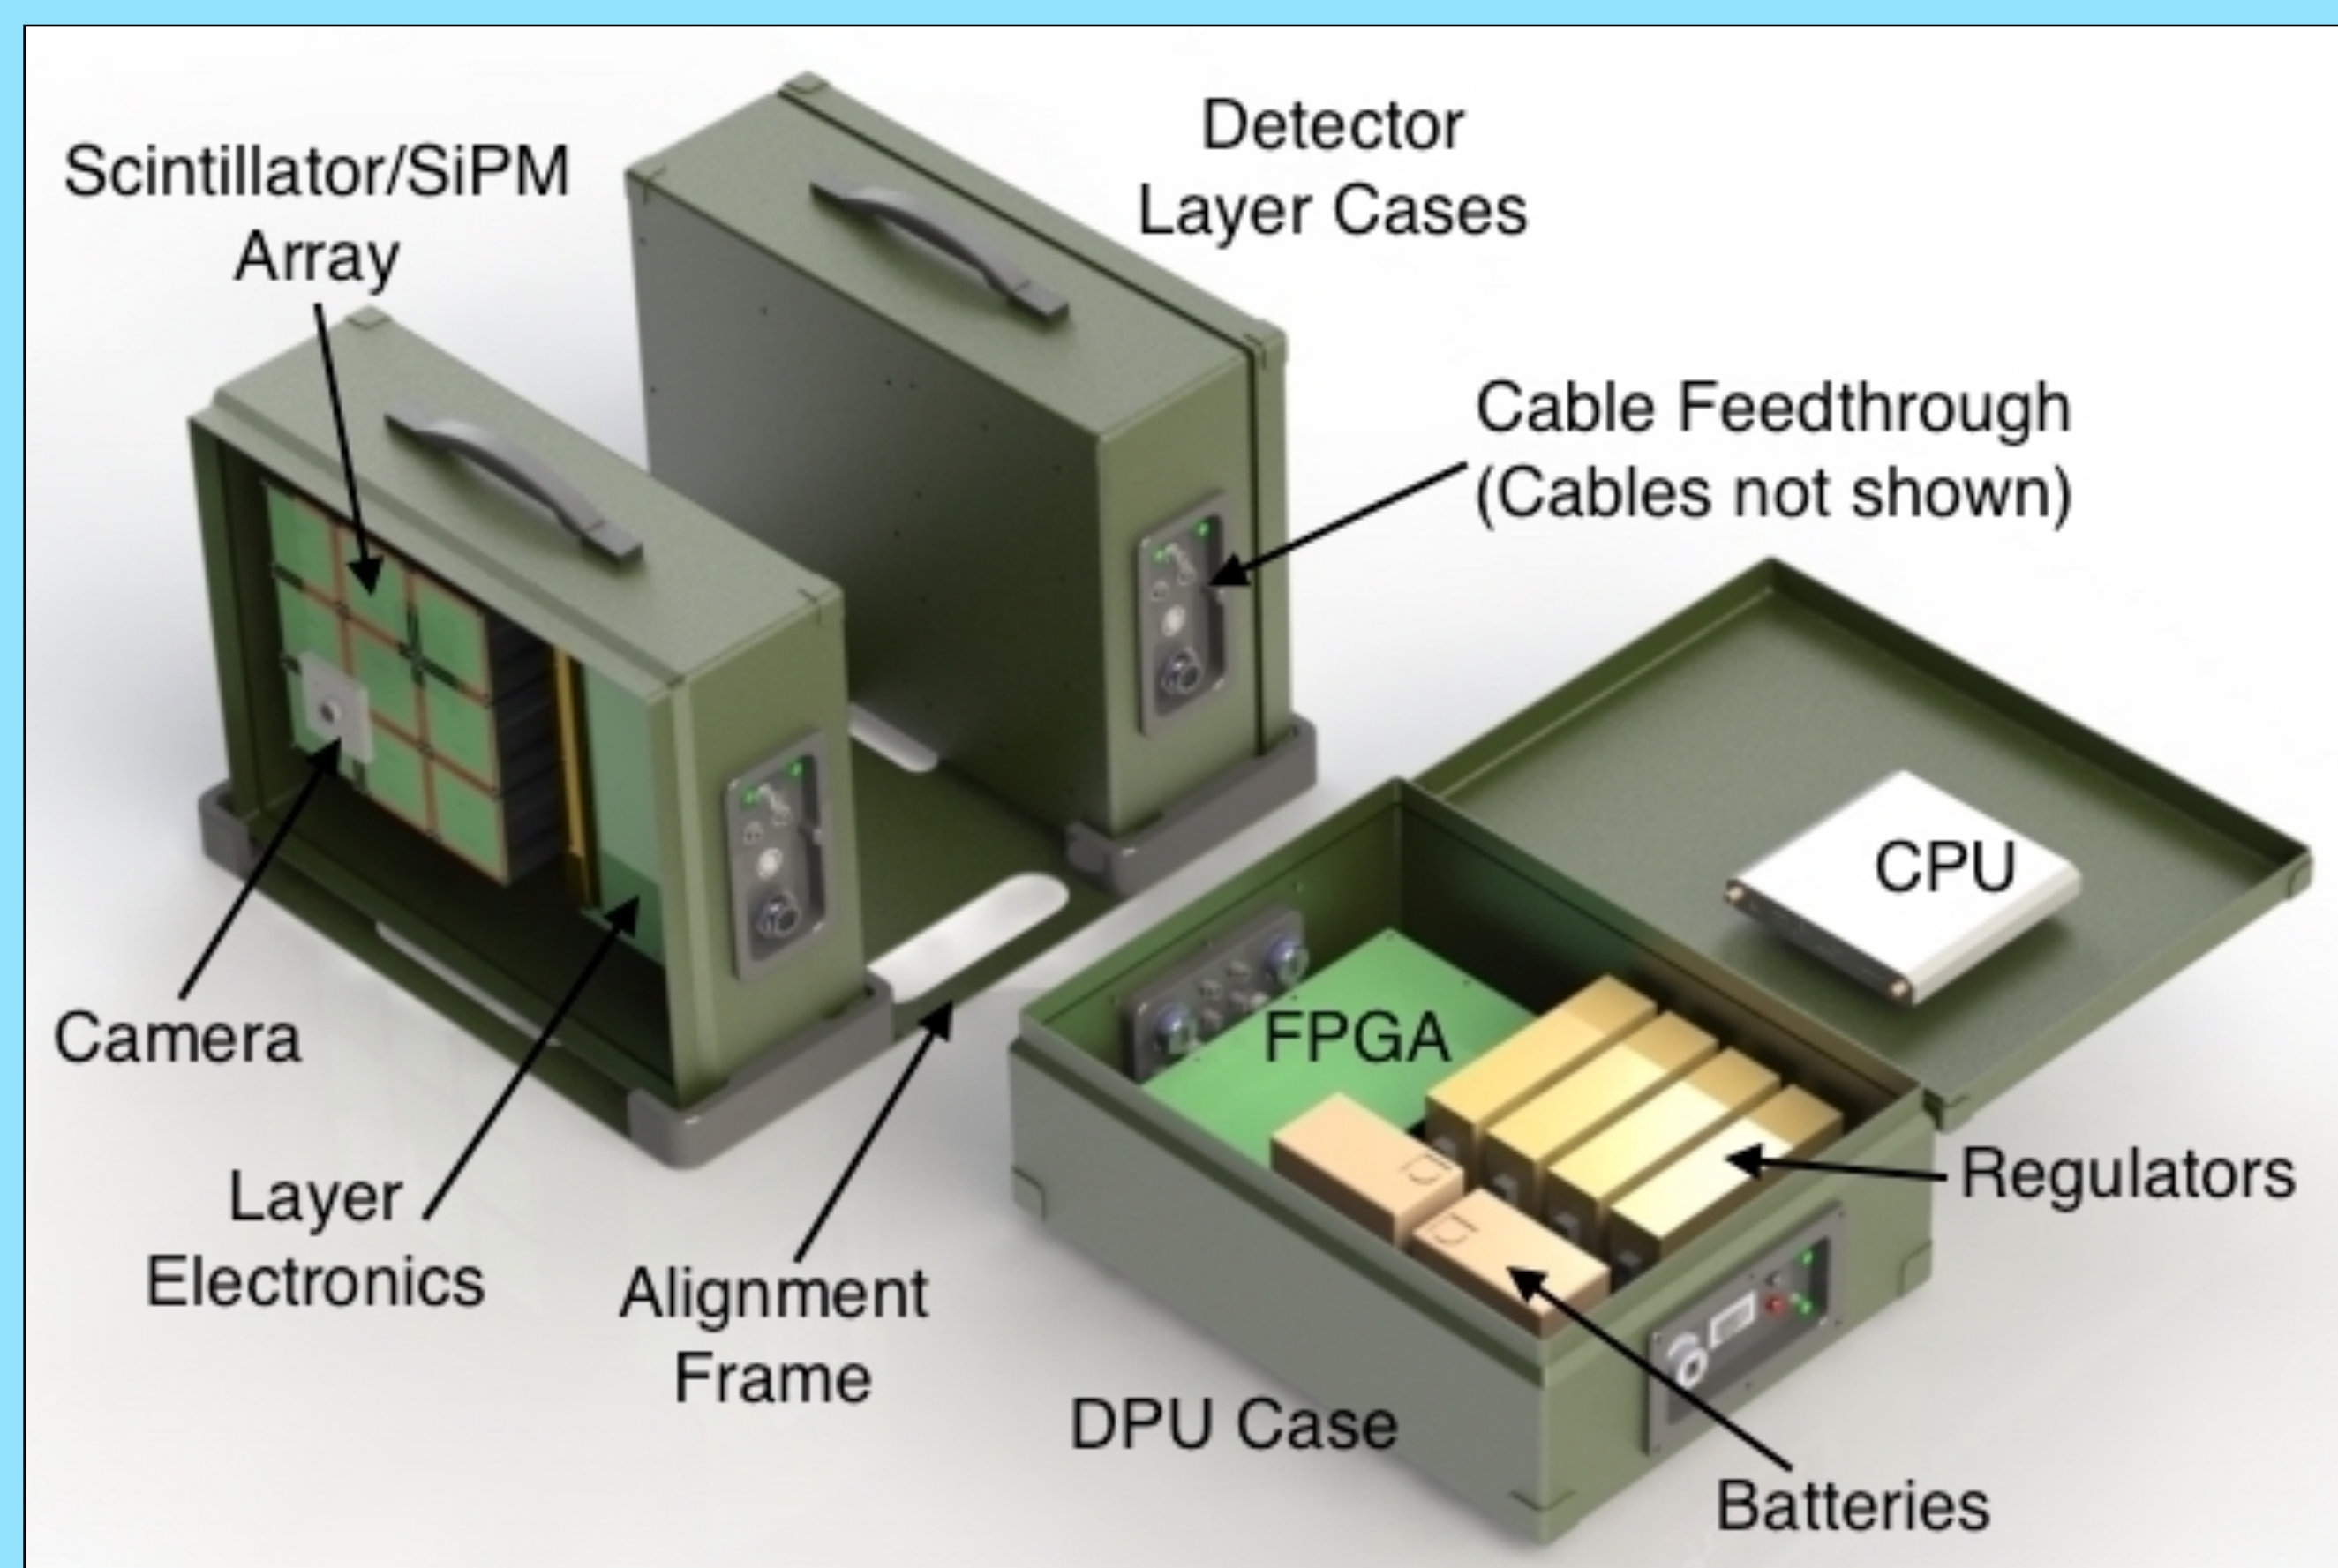 Scintillator/SiPM
Array
Detector
Layer Cases
Cable Feedthrough
(Cables not shown)
CPU
FPGA
Camera
Layer
Electronics
Alignment
Frame
Regulators
DPU Case
Batteries